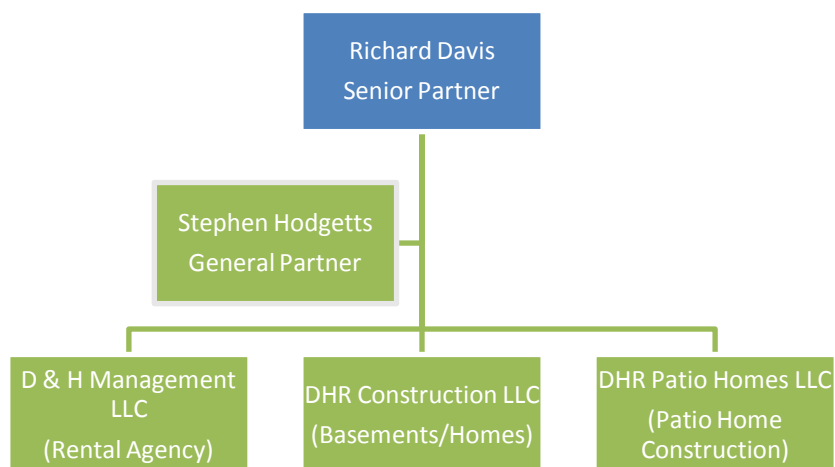 Richard Davis
Senior Partner
Stephen Hodgetts
General Partner
D & H Management
LLC
(Rental Agency)
DHR Construction LLC
(Basements/Homes)
DHR Patio Homes LLC
(Patio Home
Construction)